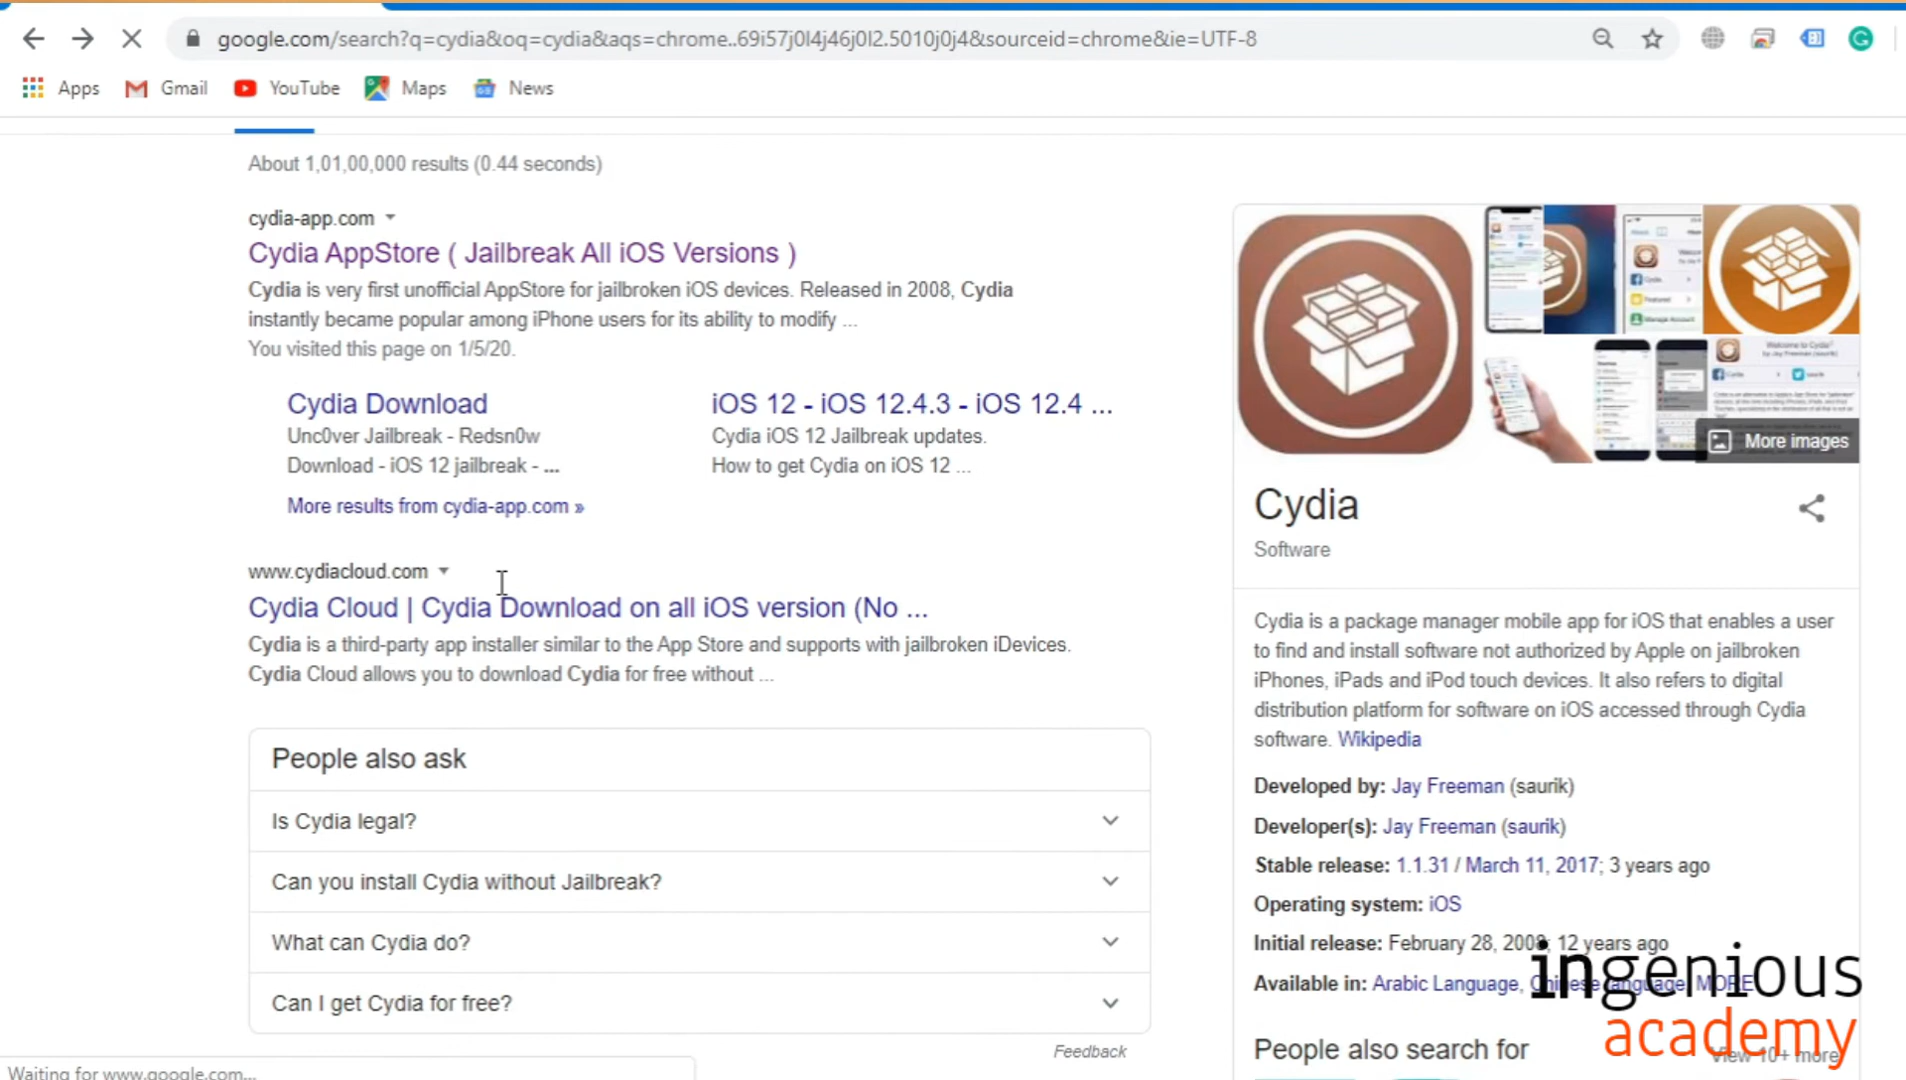 google.com/search?q=cydia&oq=cydia&aqs=chrome..69i57j0l4j46j0l2.5010j0j4&sourceid=chrome&ie=UTF-8
Apps
Gmail
YouTube
Maps
News
About 1,01,00,000 results (0.44 seconds)
cydia-app.com
Cydia AppStore ( Jailbreak All iOS Versions )
Cydia is very first unofficial AppStore for jailbroken iOS devices. Released in 2008, Cydia
instantly became popular among iPhone users for its ability to modify ...
You visited this page on 1/5/20.
Cydia Download
Unc0ver Jailbreak - Redsn0w
Download - iOS 12 jailbreak - ...
iOS 12 - iOS 12.4.3 - iOS 12.4 ...
Cydia iOS 12 Jailbreak updates.
How to get Cydia on iOS 12 ...
More results from cydia-app.com »
www.cydiacloud.com
Cydia Cloud | Cydia Download on all iOS version (No ...
Cydia is a third-party app installer similar to the App Store and supports with jailbroken iDevices.
Cydia Cloud allows you to download Cydia for free without ...
People also ask
Is Cydia legal?
Can you install Cydia without Jailbreak?
What can Cydia do?
Can I get Cydia for free?
Feedback
Waiting for www.google.com...
More images
Cydia
Software
Cydia is a package manager mobile app for iOS that enables a user
to find and install software not authorized by Apple on jailbroken
iPhones, iPads and iPod touch devices. It also refers to digital
distribution platform for software on iOS accessed through Cydia
software. Wikipedia
Developed by: Jay Freeman (saurik)
Developer(s): Jay Freeman (saurik)
Stable release: 1.1.31 / March 11, 2017; 3 years ago
Operating system: iOS
Initial release: February 28, 2008; 12 years ago
Available in: Arabic Language, Chinese language, MORE
People also search for
View 10+ more
ingenious
academy